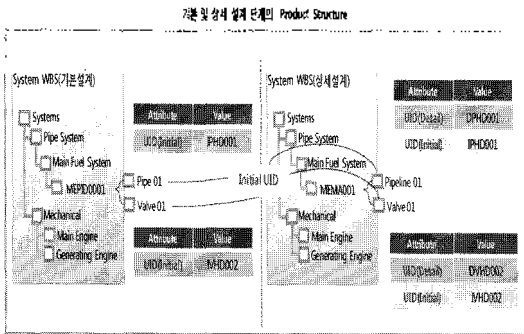 기본 및 상세 설계 단계의 Product Structure
System WBS(기본설계)
Systems
Pipe System
Main Fuel System
MEPID0001
Mechanical
Main Engine
Generating Engine
Attribute Value
UID(Initial) IPHD001
Pipe 01
Valve 01
Attribute Value
UID(Initial) IVHD002
Initial UID
System WBS(상세설계)
Systems
Pipe System
Main Fuel System
MEMA001
Mechanical
Main Engine
Generating Engine
Attribute Value
UID(Detail) DPHD001
UID(Initial) IPHD001
Pipeline 01
Valve 01
Attribute Value
UID(Detail) DVHD002
UID(Initial) IVHD002